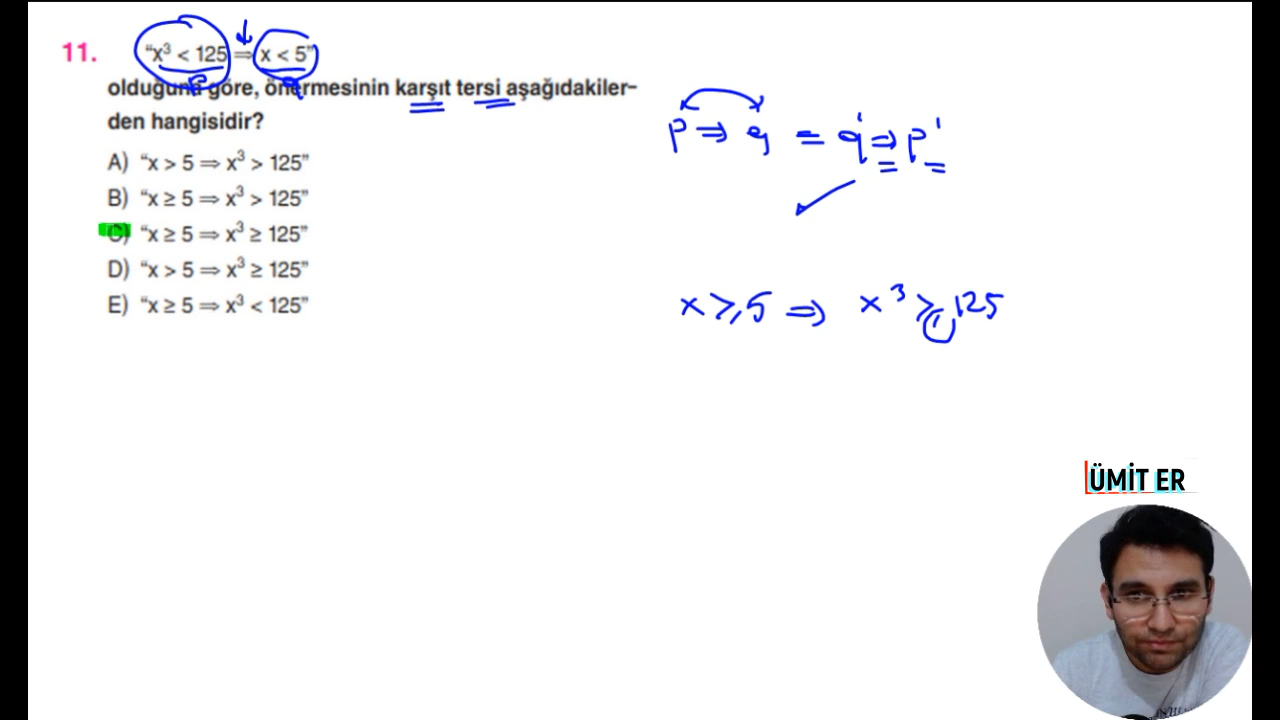 11. “x³ < 125 ⇒ x < 5”
p q
olduğuna göre, önermesinin karşıt tersi aşağıdakiler-
den hangisidir?
A) “x > 5 ⇒ x³ > 125”
B) “x ≥ 5 ⇒ x³ > 125”
C) “x ≥ 5 ⇒ x³ ≥ 125”
D) “x > 5 ⇒ x³ ≥ 125”
E) “x ≥ 5 ⇒ x³ < 125”
p ⇒ q = q' ⇒ p'
x ≥ 5 ⇒ x³ ≥ 125
ÜMİT ER